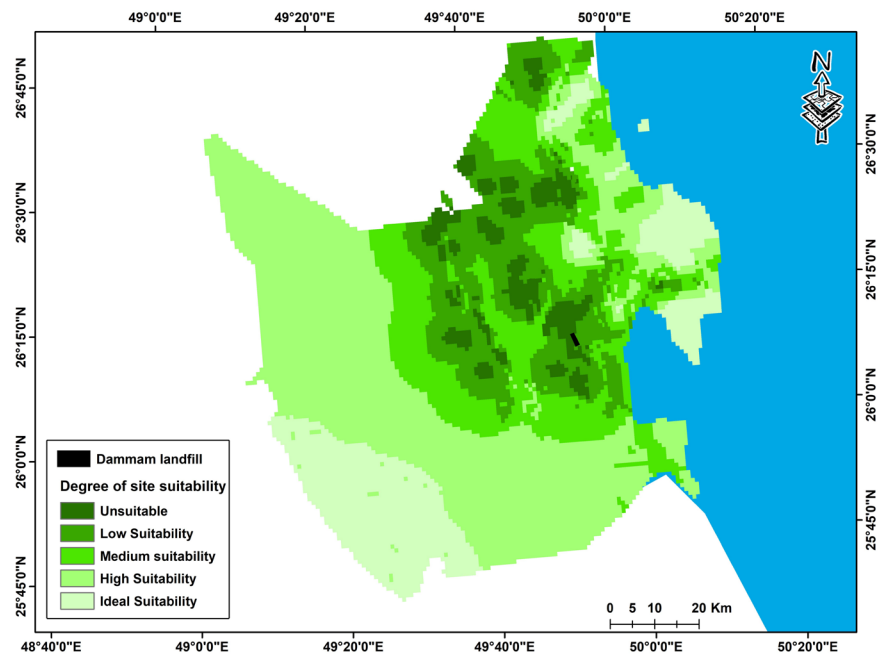 49°0'0"E 49°20'0"E 49°40'0"E 50°0'0"E 50°20'0"E
26°45'0"N
26°30'0"N
26°15'0"N
26°0'0"N
25°45'0"N
N
26°30'0"N
26°15'0"N
26°0'0"N
25°45'0"N
Dammam landfill
Degree of site suitability
Unsuitable
Low Suitability
Medium suitability
High Suitability
Ideal Suitability
0 5 10 20 Km
48°40'0"E 49°0'0"E 49°20'0"E 49°40'0"E 50°0'0"E 50°20'0"E